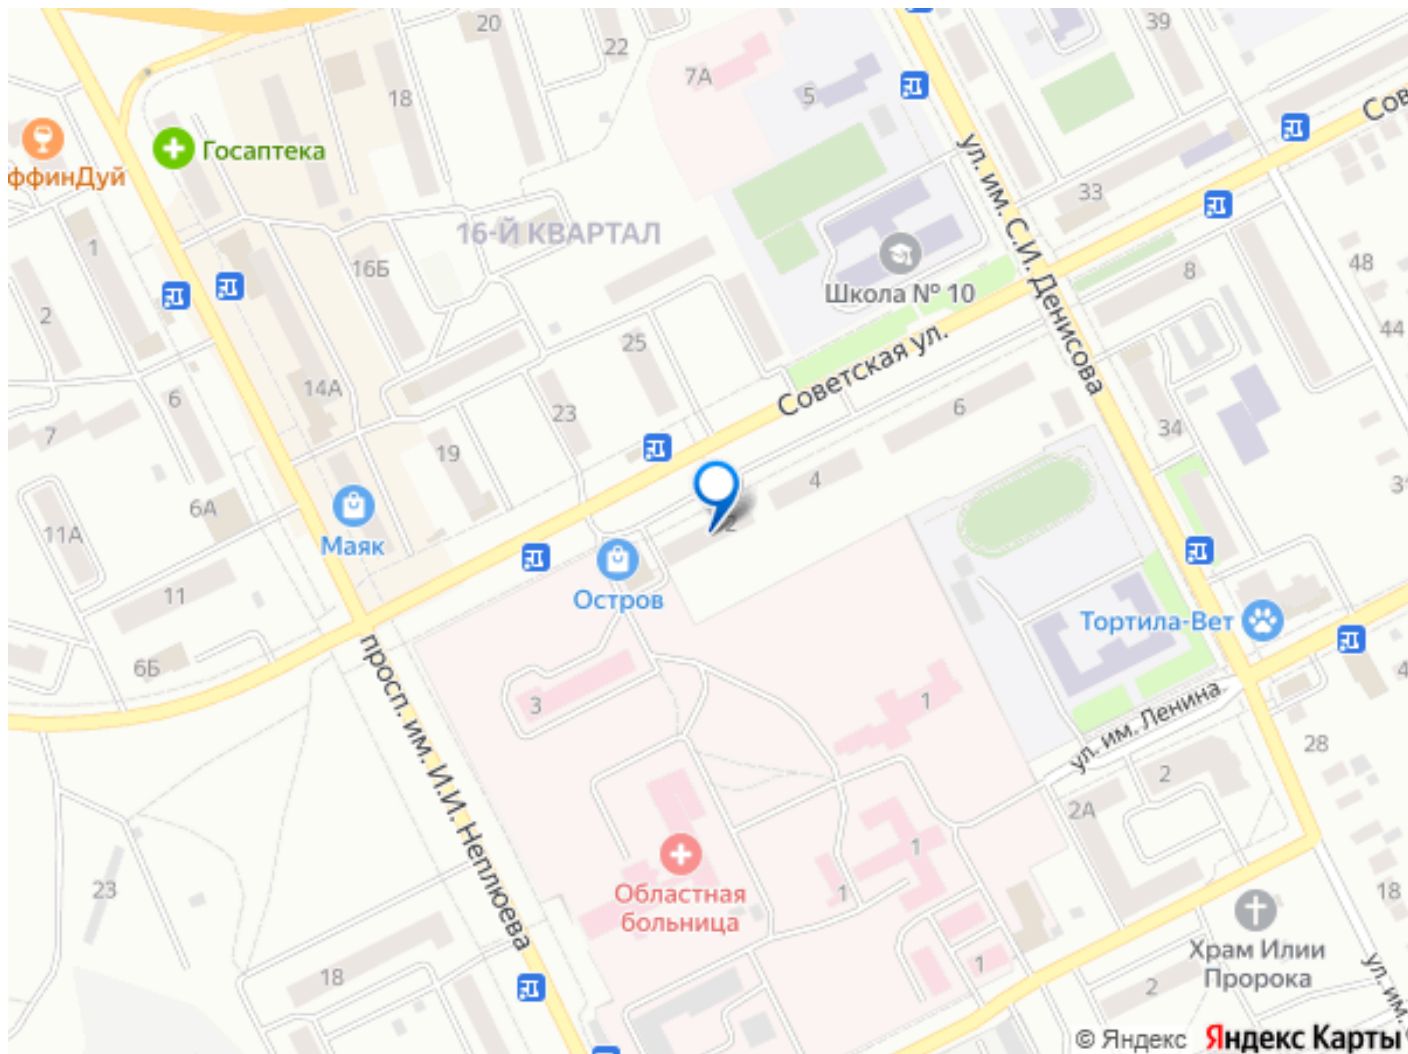 20
22
39
7А
5
18
Сов
Госаптека
ффинДуй
ул. им. С.И. Денисова
33
16-Й КВАРТАЛ
1
16Б
48
8
Школа № 10
2
44
25
Советская ул.
14А
6
23
6
7
34
19
4
6А
11А
2
Маяк
Остров
11
Тортила-Вет
6Б
просп. им. И.И. Неплюева
3
1
ул. им. Ленина
28
2
2А
1
Областная
больница
23
1
18
18
Храм Илии
Пророка
1
2
ул. им.
© Яндекс Яндекс Карты